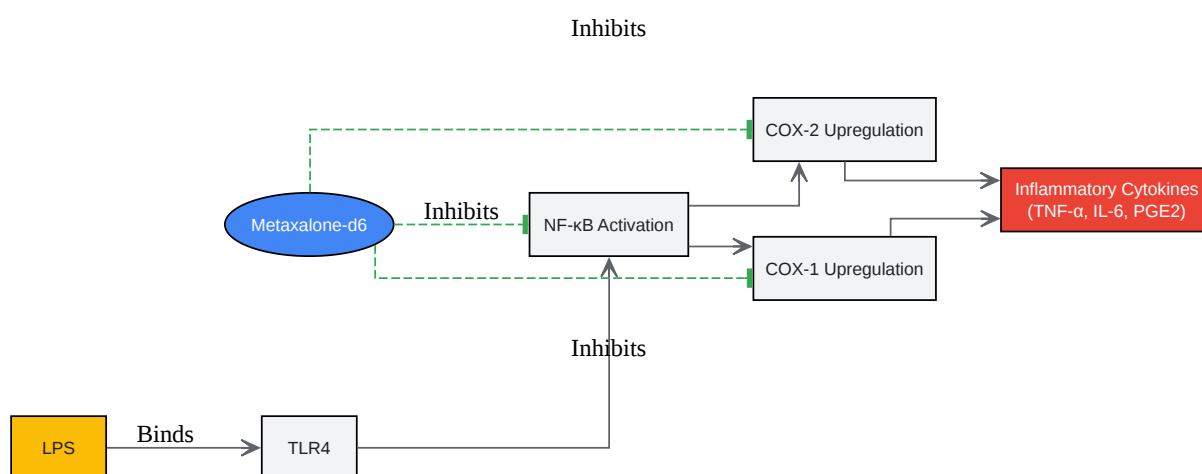 Inhibits
COX-2 Upregulation
Inflammatory Cytokines
(TNF-α, IL-6, PGE2)
Metaxalone-d6
Inhibits
NF-κB Activation
COX-1 Upregulation
Inhibits
LPS
Binds
TLR4